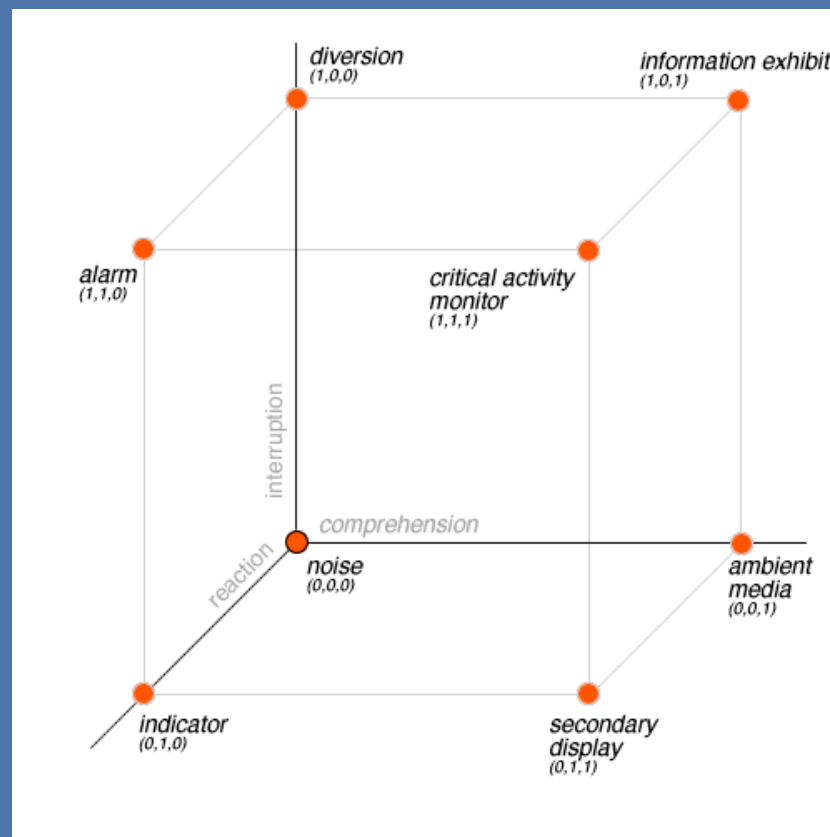 diversion
(1,0,0)
information exhibit
(1,0,1)
alarm
(1,1,0)
critical activity
monitor
(1,1,1)
interruption
comprehension
reaction
noise
(0,0,0)
ambient
media
(0,0,1)
indicator
(0,1,0)
secondary
display
(0,1,1)